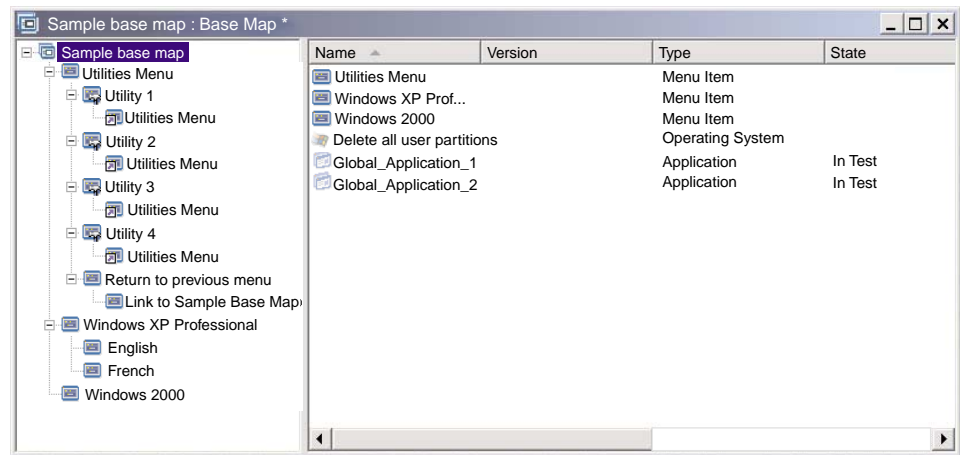 Sample base map : Base Map *
Sample base map
Utilities Menu
Utility 1
Utilities Menu
Utility 2
Utilities Menu
Utility 3
Utilities Menu
Utility 4
Utilities Menu
Return to previous menu
Link to Sample Base Map
Windows XP Professional
English
French
Windows 2000
Name Version Type State
Utilities Menu Menu Item
Windows XP Prof... Menu Item
Windows 2000 Menu Item
Delete all user partitions Operating System
Global_Application_1 Application In Test
Global_Application_2 Application In Test